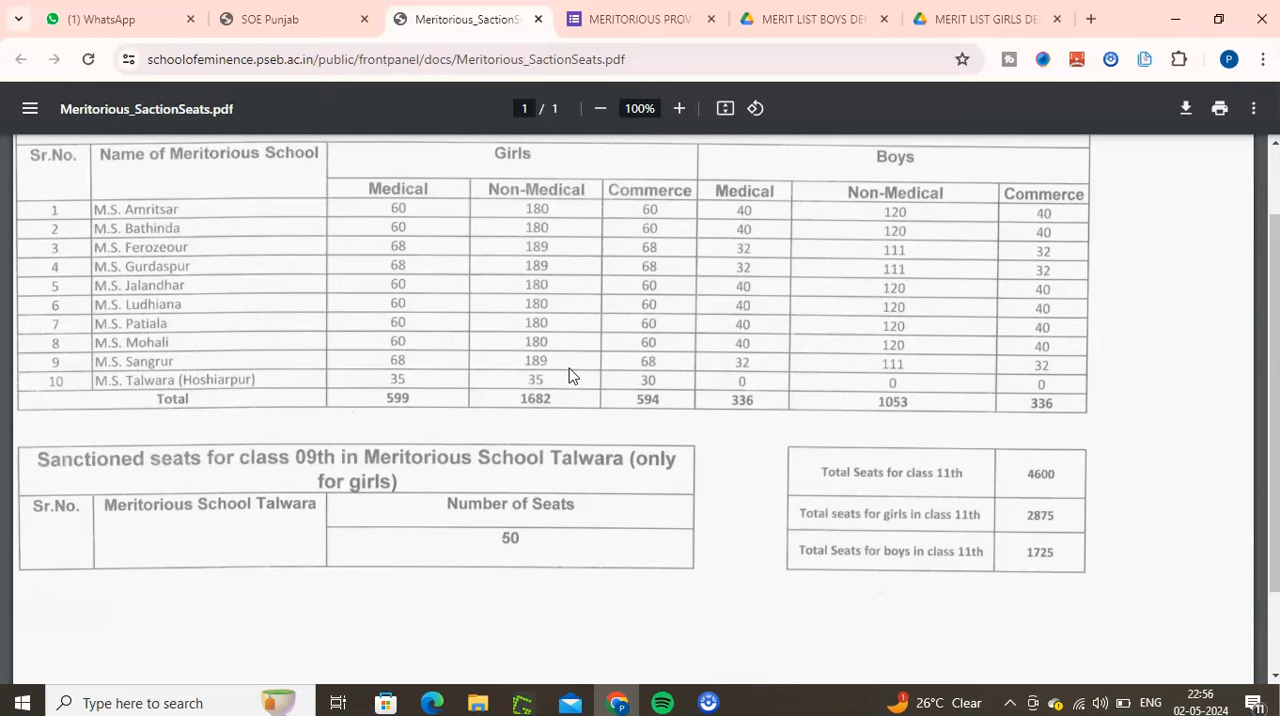 (1) WhatsApp
SOE Punjab
Meritorious_SactionSe
MERITORIOUS PROV
MERIT LIST BOYS DE
MERIT LIST GIRLS DE
schoolofeminence.pseb.ac.in/public/frintpanel/docs/Meritorious_SactionSeats.pdf
P
Meritorious_SactionSeats.pdf
1 / 1
100%
Sr.No. Name of Meritorious School Girls Boys
Medical Non-Medical Commerce Medical Non-Medical Commerce
1 M.S. Amritsar 60 180 60 40 120 40
2 M.S. Bathinda 60 180 60 40 120 40
3 M.S. Ferozeour 68 189 68 32 111 32
4 M.S. Gurdaspur 68 189 68 32 111 32
5 M.S. Jalandhar 60 180 60 40 120 40
6 M.S. Ludhiana 60 180 60 40 120 40
7 M.S. Patiala 60 180 60 40 120 40
8 M.S. Mohali 60 180 60 40 120 40
9 M.S. Sangrur 68 189 68 32 111 32
10 M.S. Talwara (Hoshiarpur) 35 35 30 0 0 0
Total 599 1682 594 336 1053 336
Sanctioned seats for class 09th in Meritorious School Talwara (only
for girls)
Sr.No. Meritorious School Talwara Number of Seats
50
Total Seats for class 11th 4600
Total seats for girls in class 11th 2875
Total Seats for boys in class 11th 1725
Type here to search
1
26°C Clear
ENG
22:56
02-05-2024
11